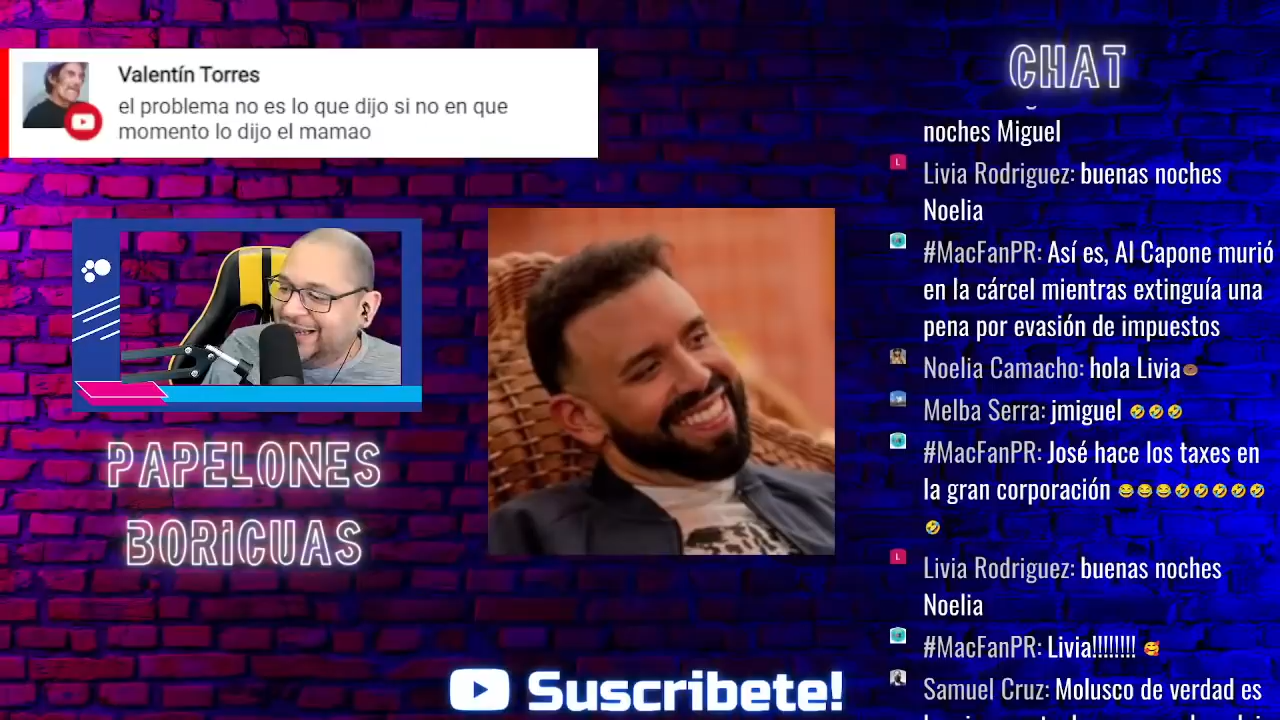 Valentín Torres
el problema no es lo que dijo si no en que
momento lo dijo el mamao
PAPELONES
BORICUAS
Suscribete!
CHAT
noches Miguel
Livia Rodriguez: buenas noches
Noelia
#MacFanPR: Así es, Al Capone murió
en la cárcel mientras extinguía una
pena por evasión de impuestos
Noelia Camacho: hola Livia
Melba Serra: jmiguel 🤣🤣🤣
#MacFanPR: José hace los taxes en
la gran corporación 😂😂😂🤣🤣🤣🤣🤣
🤣
L
Livia Rodriguez: buenas noches
Noelia
#MacFanPR: Livia!!!!!!!! 🥰
Samuel Cruz: Molusco de verdad es